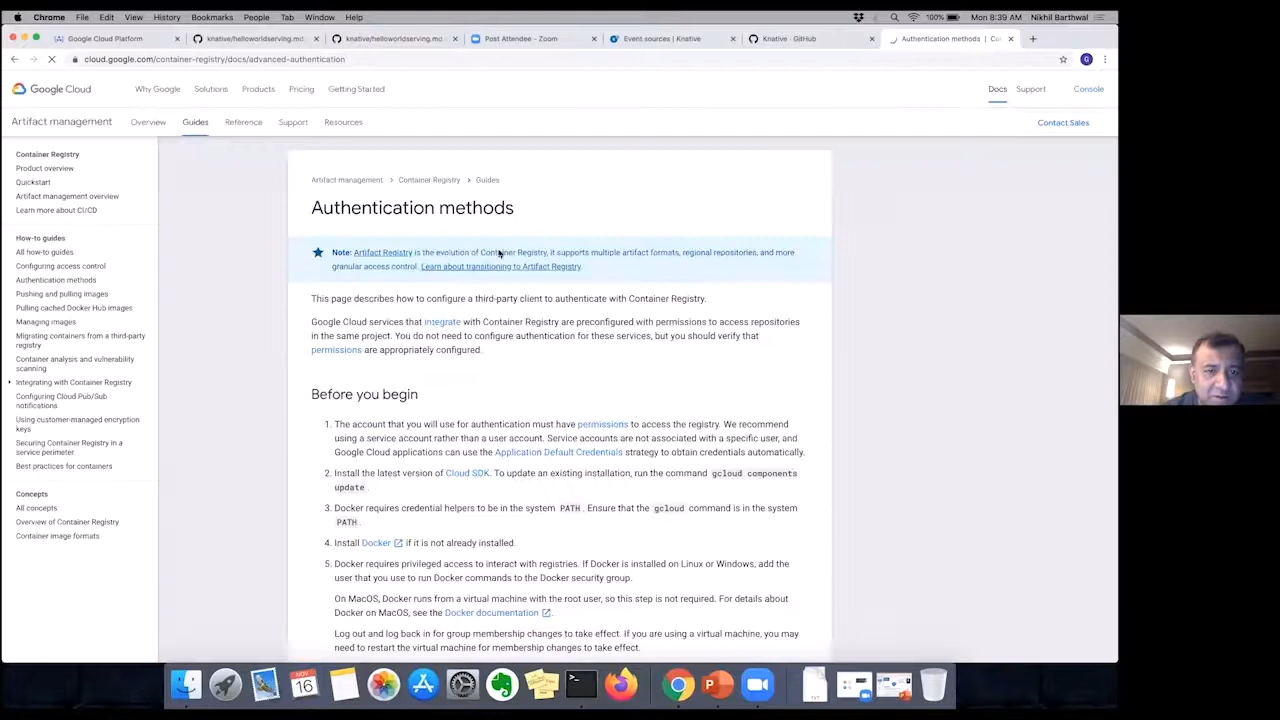 Chrome File Edit View History Bookmarks People Tab Window Help 100% Mon 8:39 AM Nikhil Barthwal
Google Cloud Platform knative/helloworldserving.md knative/helloworldserving.md Post Attendee - Zoom Event sources | Knative Knative · GitHub Authentication methods | Co
cloud.google.com/container-registry/docs/advanced-authentication G
Google Cloud Why Google Solutions Products Pricing Getting Started Docs Support Console
Artifact management Overview Guides Reference Support Resources Contact Sales
Container Registry
Product overview
Quickstart
Artifact management overview
Learn more about CI/CD
How-to guides
All how-to guides
Configuring access control
Authentication methods
Pushing and pulling images
Pulling cached Docker Hub images
Managing images
Migrating containers from a third-party
registry
Container analysis and vulnerability
scanning
Integrating with Container Registry
Configuring Cloud Pub/Sub
notifications
Using customer-managed encryption
keys
Securing Container Registry in a
service perimeter
Best practices for containers
Concepts
All concepts
Overview of Container Registry
Container image formats
Artifact management > Container Registry > Guides
Authentication methods
Note: Artifact Registry is the evolution of Container Registry, it supports multiple artifact formats, regional repositories, and more
granular access control. Learn about transitioning to Artifact Registry.
This page describes how to configure a third-party client to authenticate with Container Registry.
Google Cloud services that integrate with Container Registry are preconfigured with permissions to access repositories
in the same project. You do not need to configure authentication for these services, but you should verify that
permissions are appropriately configured.
Before you begin
1. The account that you will use for authentication must have permissions to access the registry. We recommend
using a service account rather than a user account. Service accounts are not associated with a specific user, and
Google Cloud applications can use the Application Default Credentials strategy to obtain credentials automatically.
2. Install the latest version of Cloud SDK. To update an existing installation, run the command gcloud components
update.
3. Docker requires credential helpers to be in the system PATH. Ensure that the gcloud command is in the system
PATH.
4. Install Docker if it is not already installed.
5. Docker requires privileged access to interact with registries. If Docker is installed on Linux or Windows, add the
user that you use to run Docker commands to the Docker security group.
On MacOS, Docker runs from a virtual machine with the root user, so this step is not required. For details about
Docker on MacOS, see the Docker documentation.
Log out and log back in for group membership changes to take effect. If you are using a virtual machine, you may
need to restart the virtual machine for membership changes to take effect.
NOV
16
TXT